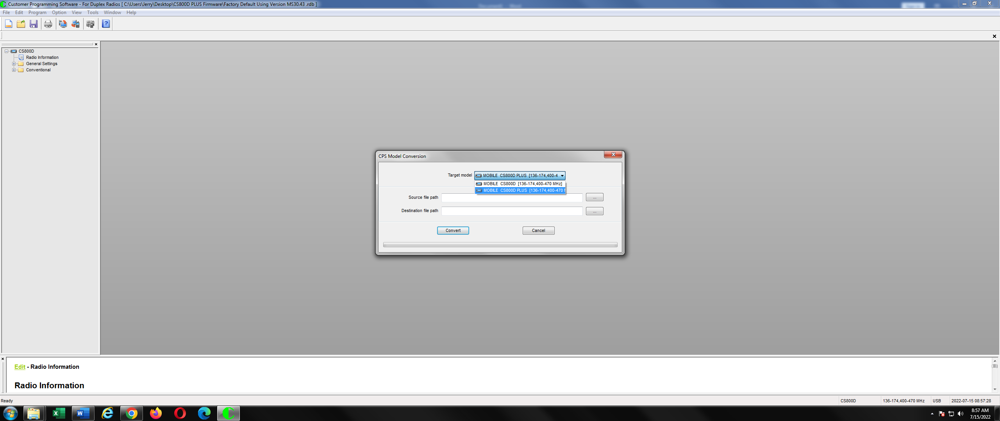 Customer Programming Software - For Duplex Radios [ C:\Users\Jerry\Desktop\CS800D PLUS Firmware\Factory Default Using Version MS30.43 .rdb ]
File Edit Program Option View Tools Window Help
CS800D
Radio Information
General Settings
Conventional
CPS Model Conversion
Target model MOBILE CS800D PLUS [136-174,400-4
MOBILE CS800D [136-174,400-470 MHz]
MOBILE CS800D PLUS [136-174,400-470 M
Source file path ...
Destination file path ...
Convert Cancel
Edit - Radio Information
Radio Information
Ready CS800D 136-174,400-470 MHz USB 2022-07-15 08:57:28
8:57 AM
7/15/2022